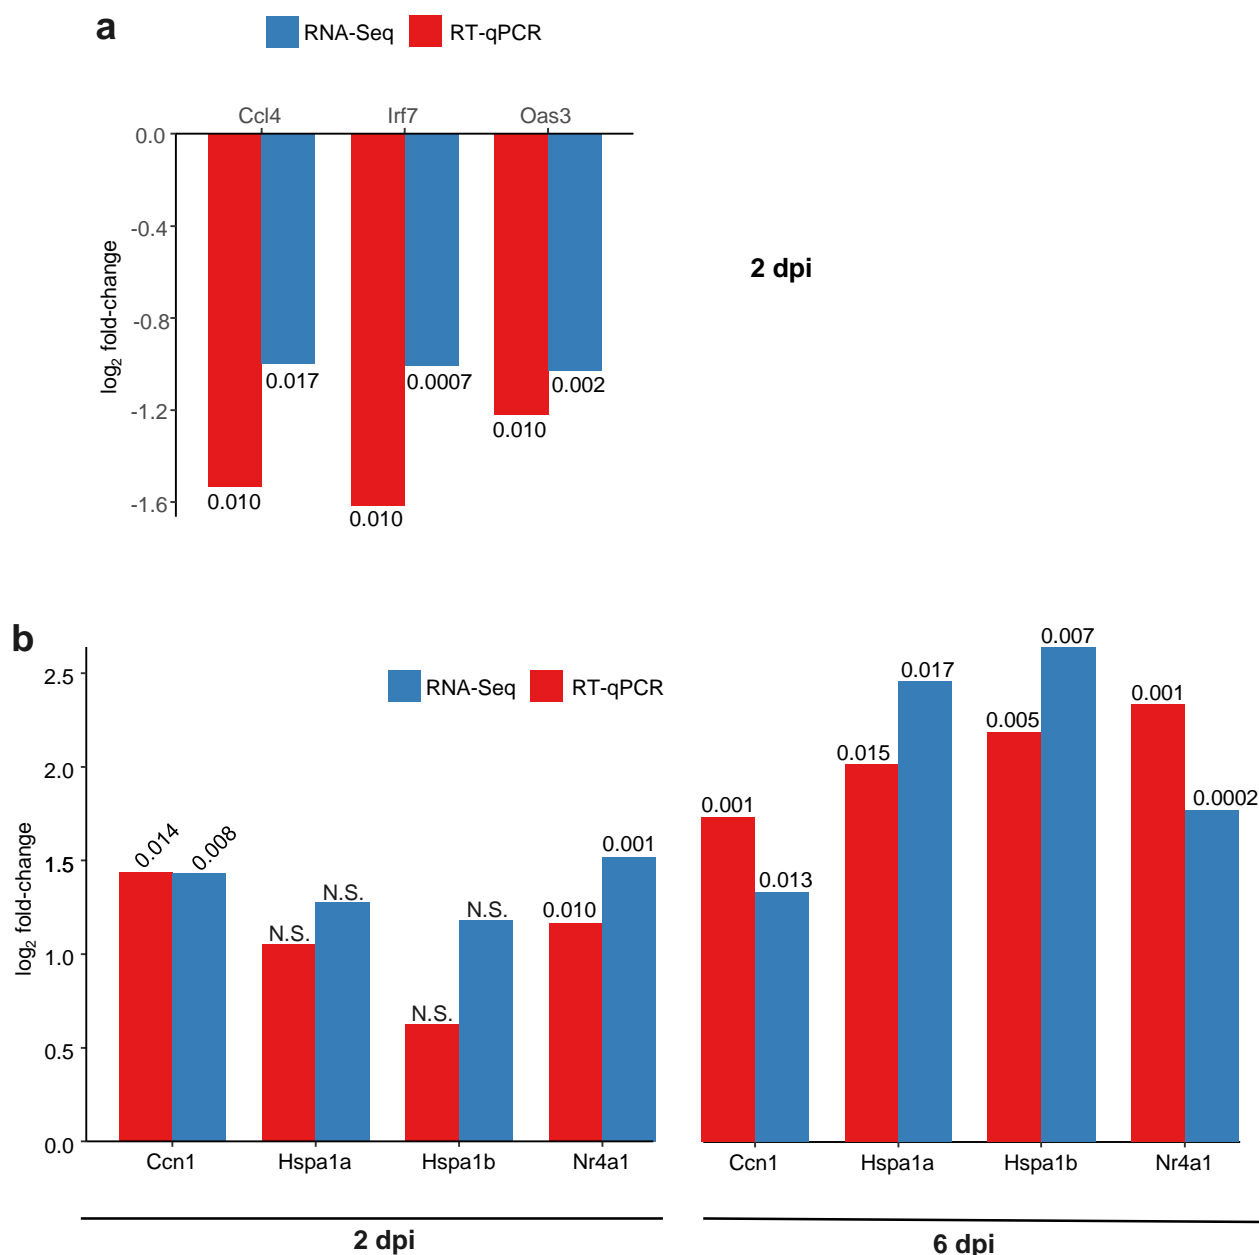 a
RNA-Seq RT-qPCR
Ccl4 Irf7 Oas3
0.0
-0.4
-0.8
-1.2
-1.6
log2 fold-change
0.017 0.0007 0.002
0.010 0.010 0.010
2 dpi
b
RNA-Seq RT-qPCR
2.5
2.0
1.5
1.0
0.5
0.0
log2 fold-change
0.014 0.008 N.S. N.S. N.S. N.S. 0.010 0.001
0.001 0.013 0.015 0.017 0.005 0.007 0.001 0.0002
Ccn1 Hspa1a Hspa1b Nr4a1 Ccn1 Hspa1a Hspa1b Nr4a1
2 dpi 6 dpi